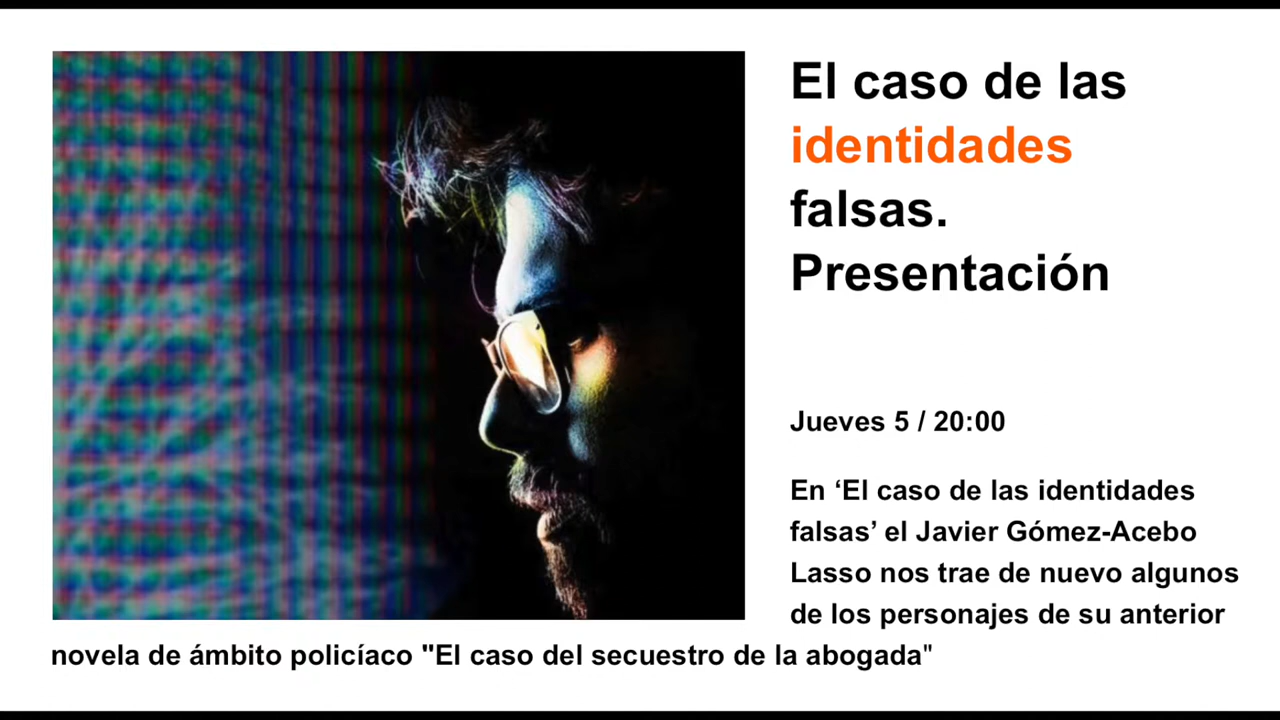 El caso de las
identidades
falsas.
Presentación
Jueves 5 / 20:00
En ‘El caso de las identidades
falsas’ el Javier Gómez-Acebo
Lasso nos trae de nuevo algunos
de los personajes de su anterior
novela de ámbito policíaco "El caso del secuestro de la abogada"